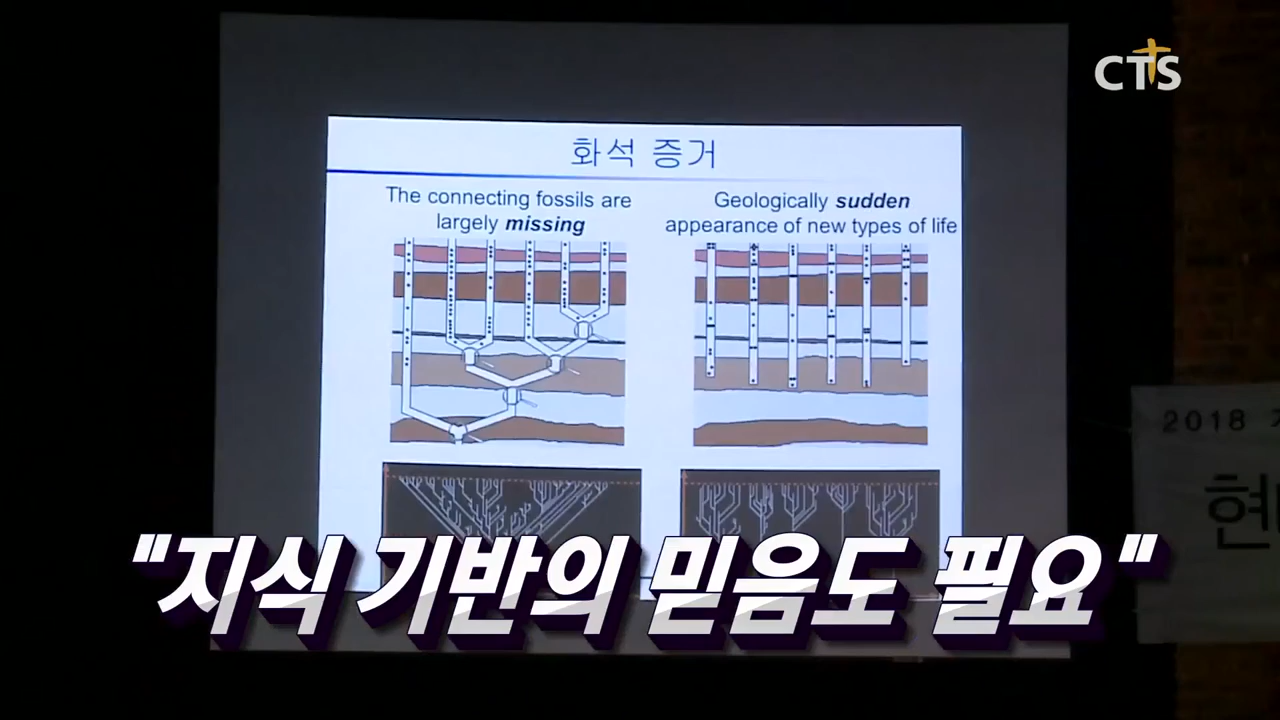 CTS
화석 증거
The connecting fossils are
largely missing
Geologically sudden
appearance of new types of life
2018
"지식 기반의 믿음도 필요"